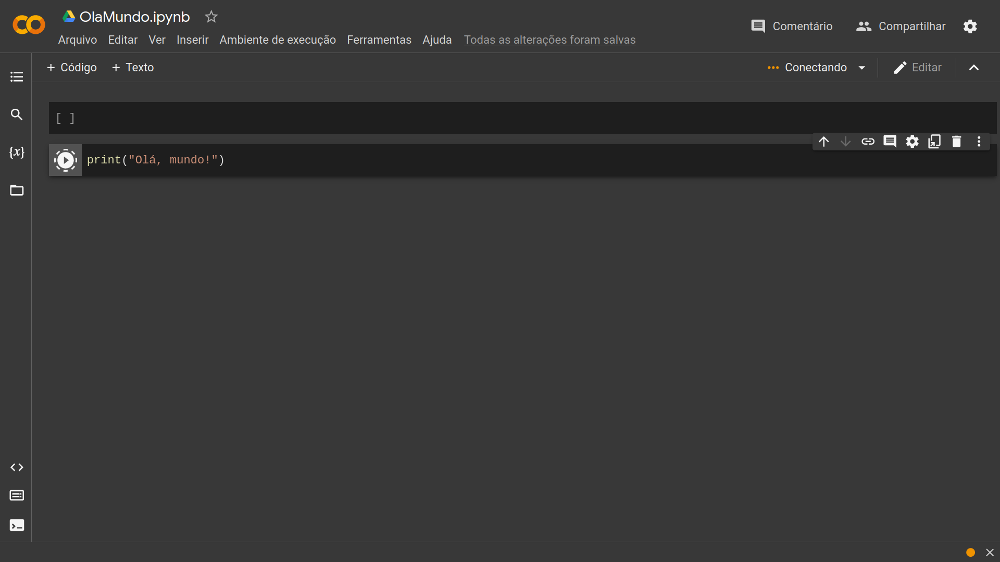 OlaMundo.ipynb
Comentário Compartilhar
Arquivo Editar Ver Inserir Ambiente de execução Ferramentas Ajuda Todas as alterações foram salvas
+ Código + Texto Conectando Editar
{x}
[ ]
print("Olá, mundo!")